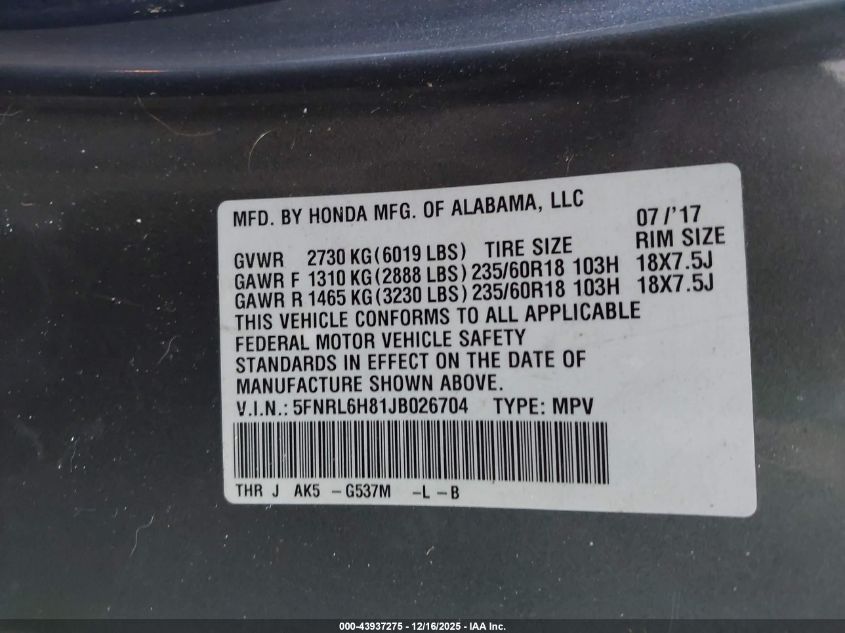 MFD. BY HONDA MFG. OF ALABAMA, LLC 07/'17
GVWR 2730 KG(6019 LBS) TIRE SIZE RIM SIZE
GAWR F 1310 KG(2888 LBS)235/60R18 103H 18X7.5J
GAWR R 1465 KG(3230 LBS)235/60R18 103H 18X7.5J
THIS VEHICLE CONFORMS TO ALL APPLICABLE
FEDERAL MOTOR VEHICLE SAFETY
STANDARDS IN EFFECT ON THE DATE OF
MANUFACTURE SHOWN ABOVE.
V.I.N.: 5FNRL6H81JB026704 TYPE: MPV
THR J AK5 -G537M -L-B
000-43937275 - 12/16/2025 - IAA Inc.